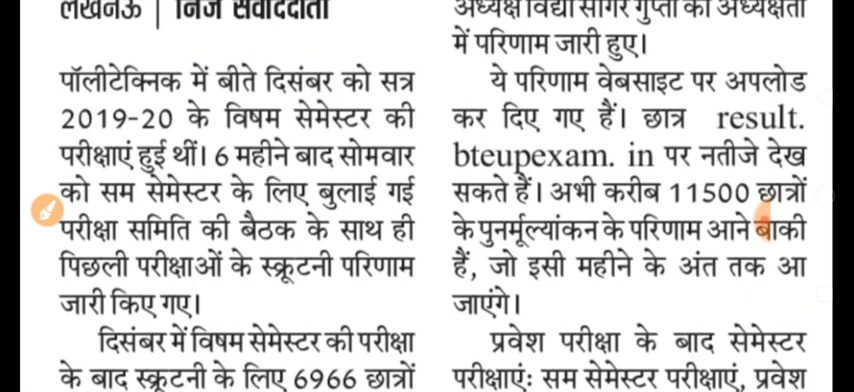 लखनऊ | निज संवाददाता
पॉलीटेक्निक में बीते दिसंबर को सत्र
2019-20 के विषम सेमेस्टर की
परीक्षाएं हुई थीं। 6 महीने बाद सोमवार
को सम सेमेस्टर के लिए बुलाई गई
परीक्षा समिति की बैठक के साथ ही
पिछली परीक्षाओं के स्क्रूटनी परिणाम
जारी किए गए।
दिसंबर में विषम सेमेस्टर की परीक्षा
के बाद स्क्रूटनी के लिए 6966 छात्रों
अध्यक्ष विद्या सागर गुप्ता की अध्यक्षता
में परिणाम जारी हुए।
ये परिणाम वेबसाइट पर अपलोड
कर दिए गए हैं। छात्र result.
bteupexam. in पर नतीजे देख
सकते हैं। अभी करीब 11500 छात्रों
के पुनर्मूल्यांकन के परिणाम आने बाकी
हैं, जो इसी महीने के अंत तक आ
जाएंगे।
प्रवेश परीक्षा के बाद सेमेस्टर
परीक्षाएं: सम सेमेस्टर परीक्षाएं, प्रवेश